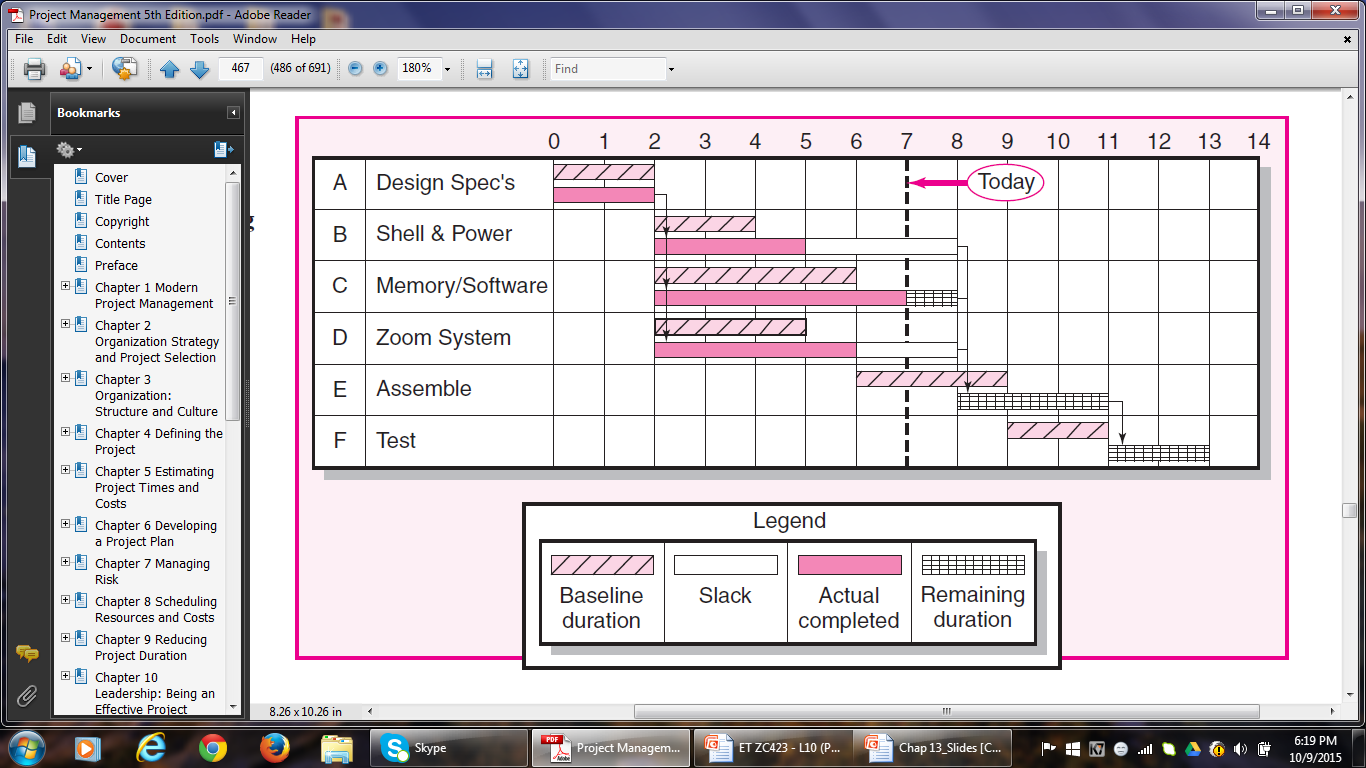 Project Management 5th Edition.pdf - Adobe Reader
File Edit View Document Tools Window Help
467 (486 of 691) 180% Find
Bookmarks
Cover
Title Page
Copyright
Contents
Preface
Chapter 1 Modern
Project Management
Chapter 2
Organization Strategy
and Project Selection
Chapter 3
Organization:
Structure and Culture
Chapter 4 Defining the
Project
Chapter 5 Estimating
Project Times and
Costs
Chapter 6 Developing
a Project Plan
Chapter 7 Managing
Risk
Chapter 8 Scheduling
Resources and Costs
Chapter 9 Reducing
Project Duration
Chapter 10
Leadership: Being an
Effective Project
g
0 1 2 3 4 5 6 7 8 9 10 11 12 13 14
A Design Spec's Today
B Shell & Power
C Memory/Software
D Zoom System
E Assemble
F Test
Legend
Baseline duration
Slack
Actual completed
Remaining duration
8.26 x 10.26 in
Skype
PDF
Project Managem...
ET ZC423 - L10 (P...
Chap 13_Slides [C...
6:19 PM
10/9/2015